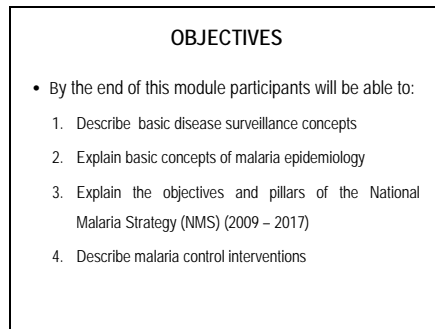 OBJECTIVES
• By the end of this module participants will be able to:
1. Describe basic disease surveillance concepts
2. Explain basic concepts of malaria epidemiology
3. Explain the objectives and pillars of the National
Malaria Strategy (NMS) (2009 – 2017)
4. Describe malaria control interventions